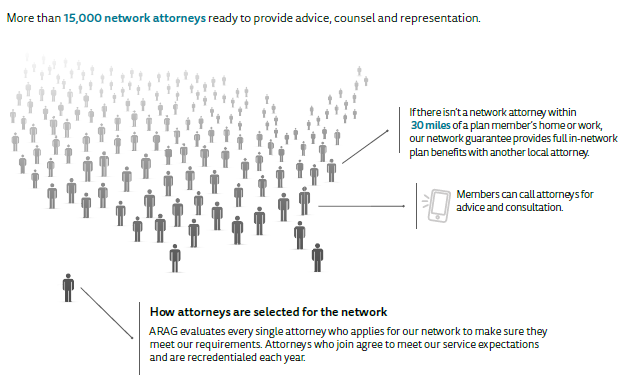 More than 15,000 network attorneys ready to provide advice, counsel and representation.
If there isn't a network attorney within
30 miles of a plan member's home or work,
our network guarantee provides full in-network
plan benefits with another local attorney.
Members can call attorneys for
advice and consultation.
How attorneys are selected for the network
ARAG evaluates every single attorney who applies for our network to make sure they
meet our requirements. Attorneys who join agree to meet our service expectations
and are recredentialed each year.